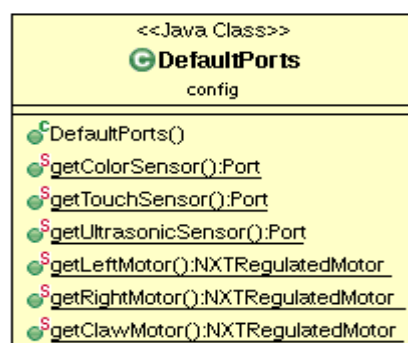 <<Java Class>>
DefaultPorts
config
DefaultPorts()
getColorSensor():Port
getTouchSensor():Port
getUltrasonicSensor():Port
getLeftMotor():NXTRegulatedMotor
getRightMotor():NXTRegulatedMotor
getClawMotor():NXTRegulatedMotor